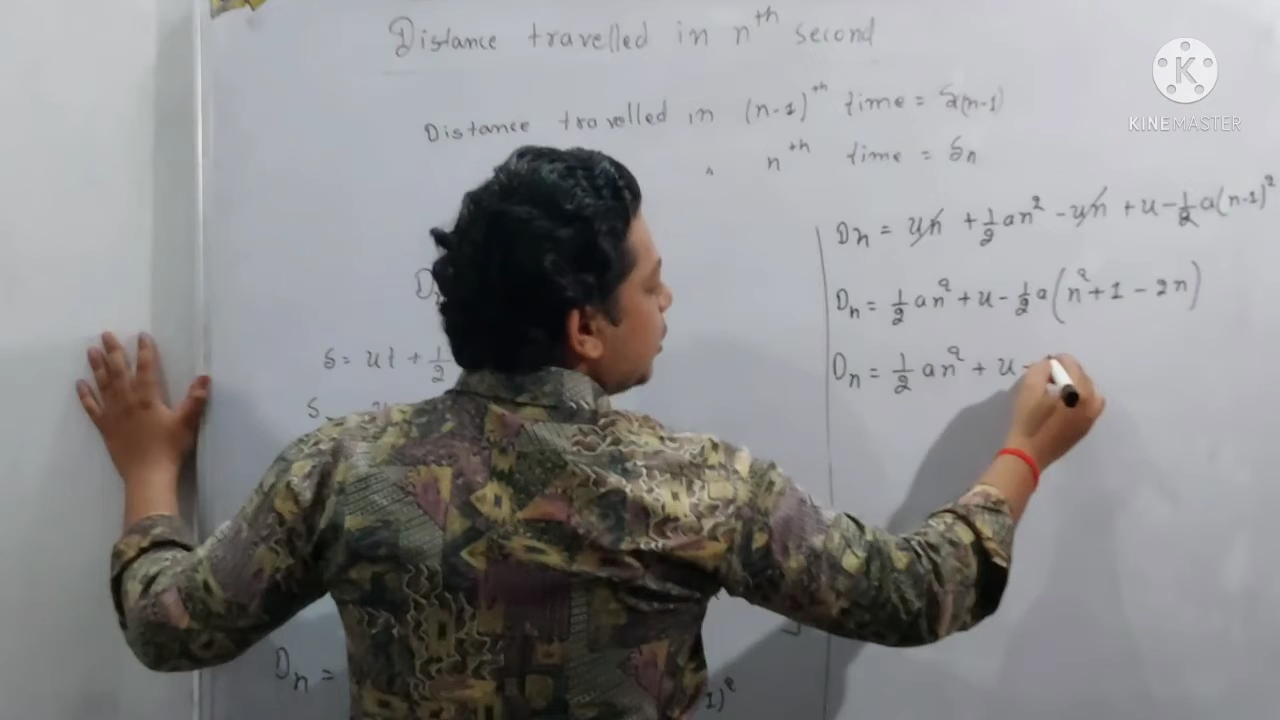 Distance travelled in nᵗʰ second
Distance travelled in (n-1)ᵗʰ time = S(n-1)
nᵗʰ time = Sn
S = ut + 1/2
Dn =
1)²
Dn = un + 1/2 an² - un + u - 1/2 a(n-1)²
Dn = 1/2 an² + u - 1/2 a(n² + 1 - 2n)
Dn = 1/2 an² + u -
KINEMASTER